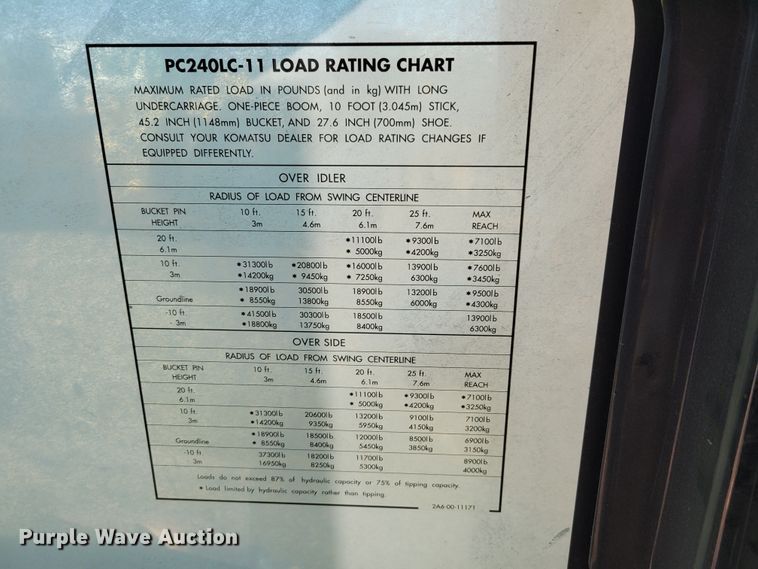 PC240LC-11 LOAD RATING CHART
MAXIMUM RATED LOAD IN POUNDS (and in kg) WITH LONG
UNDERCARRIAGE. ONE-PIECE BOOM, 10 FOOT (3.045m) STICK,
45.2 INCH (1148mm) BUCKET, AND 27.6 INCH (700mm) SHOE.
CONSULT YOUR KOMATSU DEALER FOR LOAD RATING CHANGES IF
EQUIPPED DIFFERENTLY.
OVER IDLER
RADIUS OF LOAD FROM SWING CENTERLINE
BUCKET PIN 10 ft. 15 ft. 20 ft. 25 ft. MAX
HEIGHT 3m 4.6m 6.1m 7.6m REACH
20 ft. *11100lb *9300lb *7100lb
6.1m * 5000kg *4200kg *3250kg
10 ft. *31300lb *20800lb *16000lb 13900lb *7600lb
3m *14200kg * 9450kg * 7250kg 6300kg *3450kg
*18900lb 30500lb 18900lb 13200lb *9500lb
Groundline * 8550kg 13800kg 8550kg 6000kg *4300kg
-10 ft. *41500lb 30300lb 18500lb 13900lb
- 3m *18800kg 13750kg 8400kg 6300kg
OVER SIDE
RADIUS OF LOAD FROM SWING CENTERLINE
BUCKET PIN 10 ft. 15 ft. 20 ft. 25 ft. MAX
HEIGHT 3m 4.6m 6.1m 7.6m REACH
20 ft. *11100lb *9300lb *7100lb
6.1m * 5000kg *4200kg *3250kg
10 ft. *31300lb 20600lb 13200lb 9100lb 7100lb
3m *14200kg 9350kg 5950kg 4150kg 3200kg
*18900lb 18500lb 12000lb 8500lb 6900lb
Groundline * 8550kg 8400kg 5450kg 3850kg 3150kg
-10 ft 37300lb 18200lb 11700lb 8900lb
3m 16950kg 8250kg 5300kg 4000kg
Loads do not exceed 87% of hydraulic capacity or 75% of tipping capacity.
* Load limited by hydraulic capacity rather than tipping.
2A6-00-11171
Purple Wave Auction